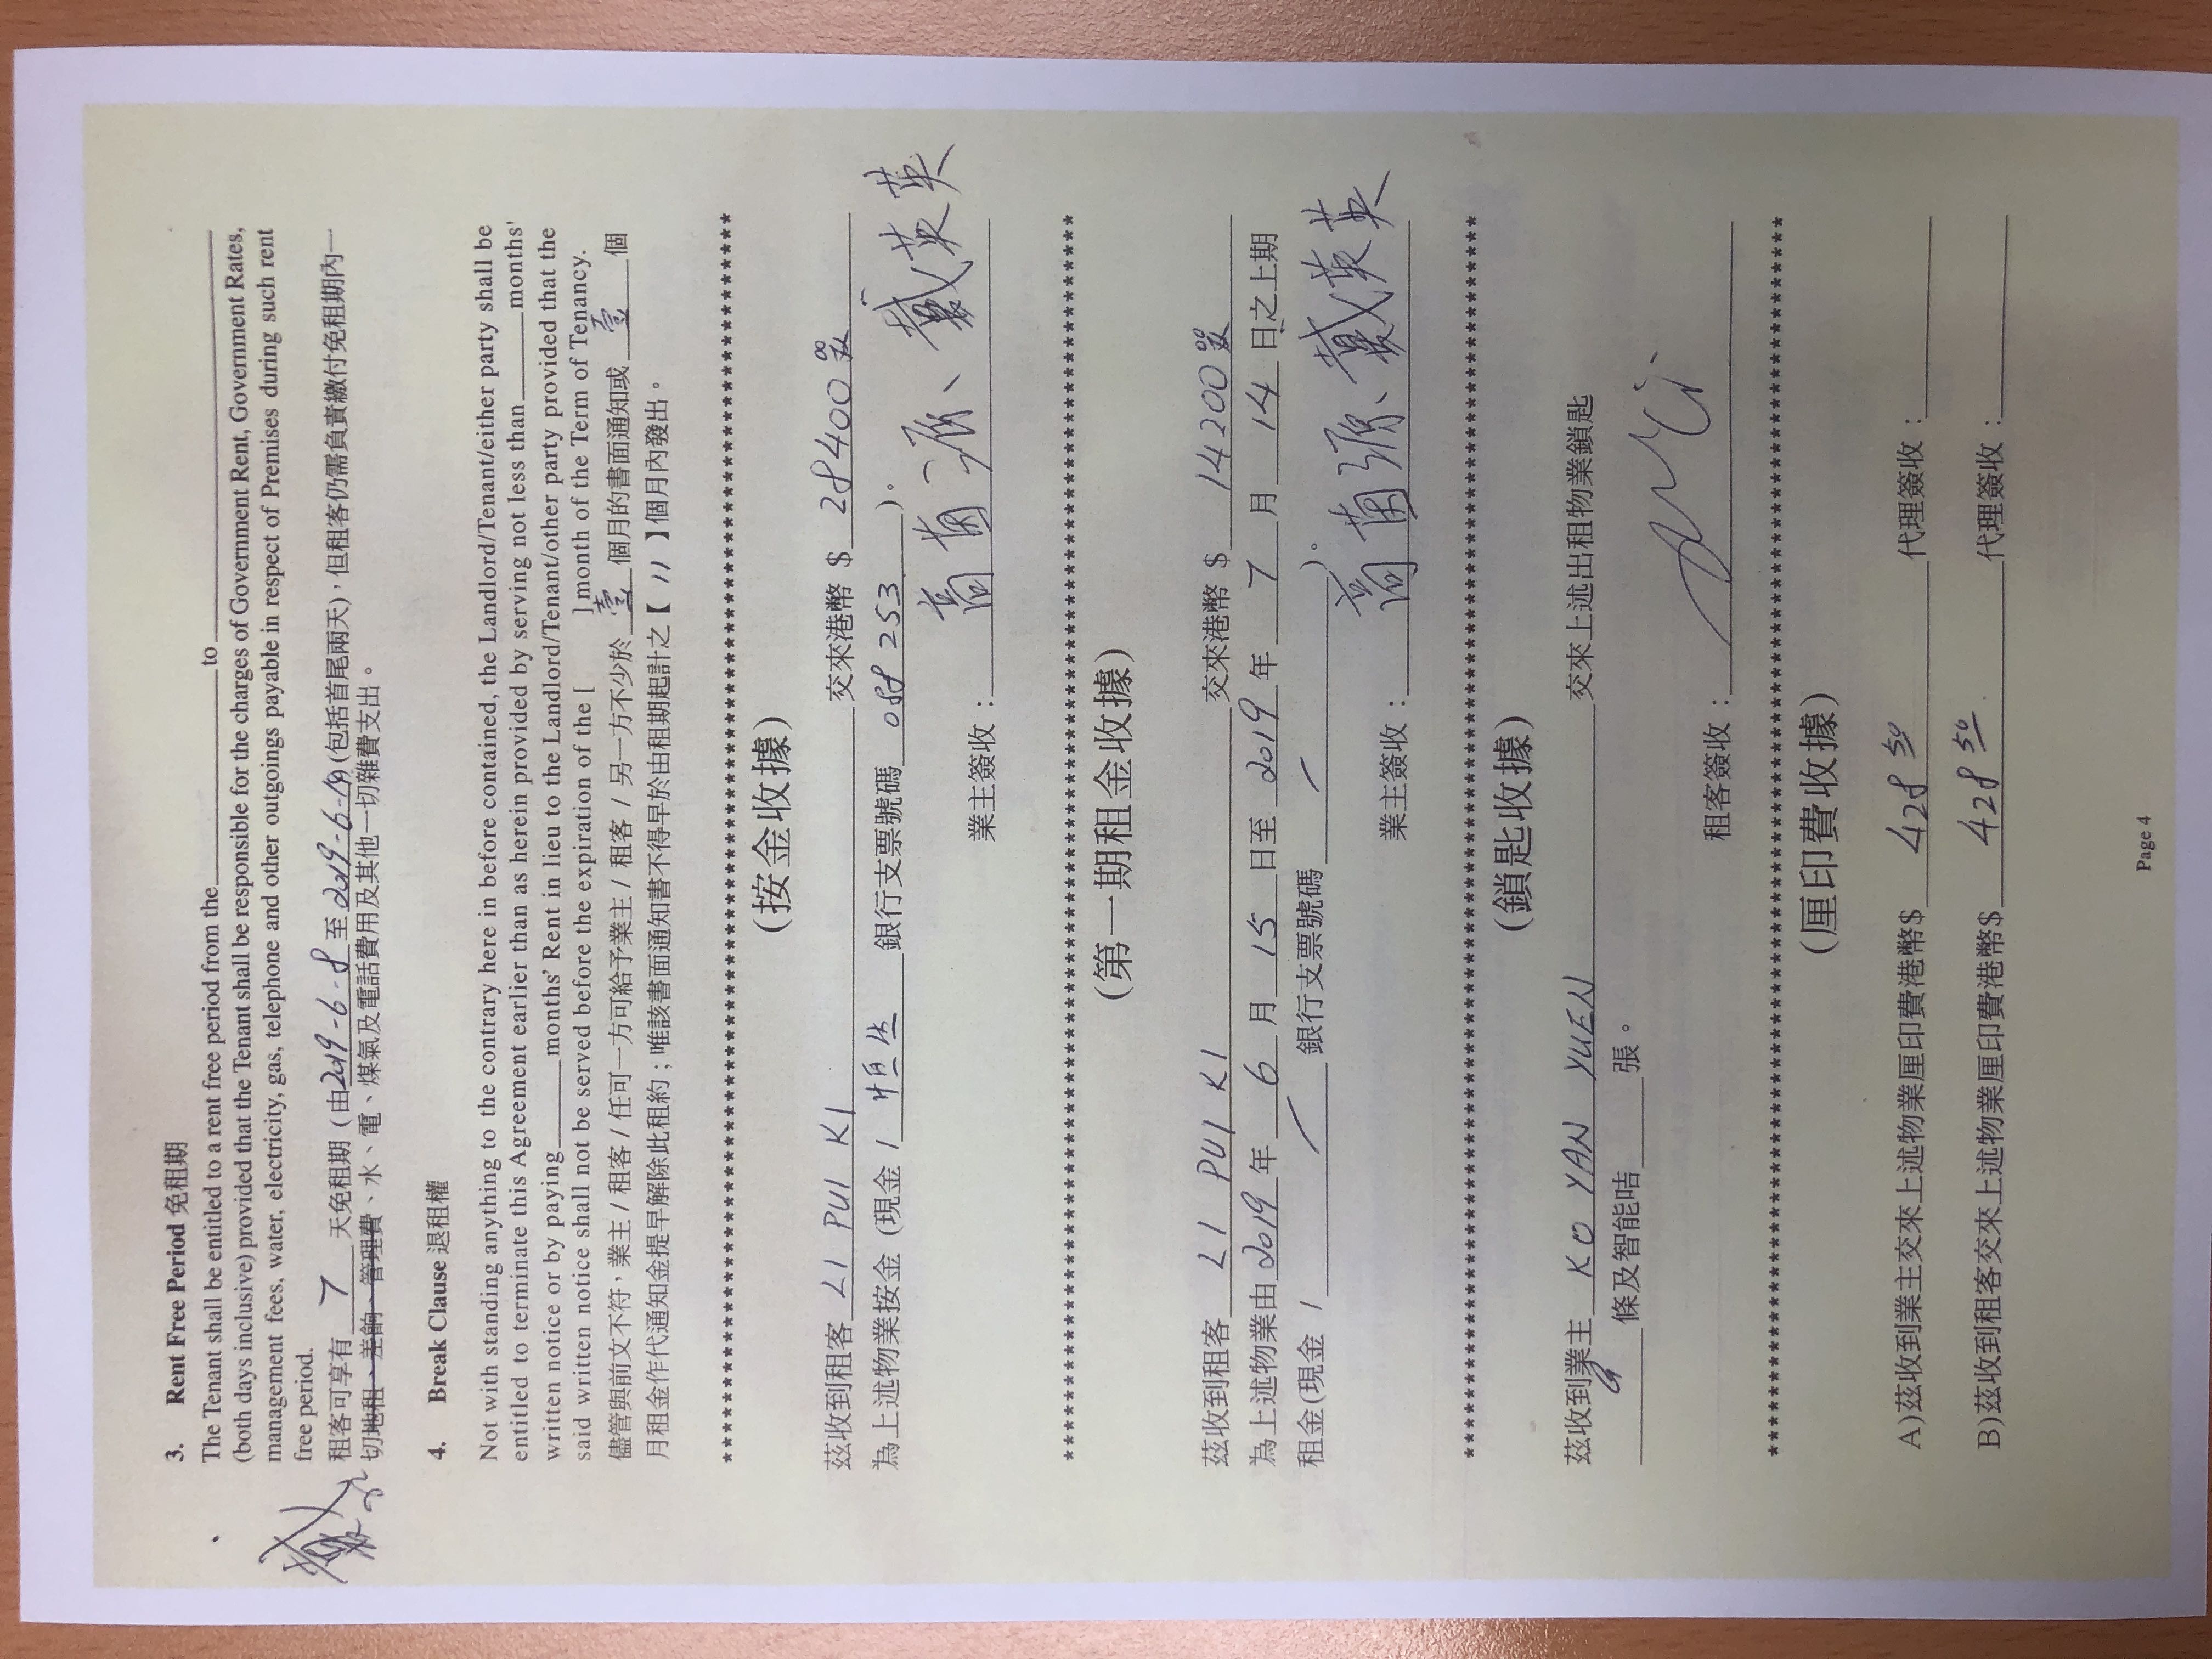 3. Rent Free Period 免租期
The Tenant shall be entitled to a rent free period from the____________to____________
(both days inclusive) provided that the Tenant shall be responsible for the charges of Government Rent, Government Rates,
management fees, water, electricity, gas, telephone and other outgoings payable in respect of Premises during such rent
free period.
租客可享有 7 天免租期（由2019-6-8至2019-6-14(包括首尾兩天)，但租客仍需負責繳付免租期內一
切地租、差餉、管理費、水、電、煤氣及電話費用及其他一切雜費支出。
4. Break Clause 退租權
Not with standing anything to the contrary here in before contained, the Landlord/Tenant/either party shall be
entitled to terminate this Agreement earlier than as herein provided by serving not less than______months'
written notice or by paying______months' Rent in lieu to the Landlord/Tenant/other party provided that the
said written notice shall not be served before the expiration of the [ ] month of the Term of Tenancy.
儘管與前文不符，業主 / 租客 / 任可一方可給予業主 / 租客 / 另一方不少於 壹 個月的書面通知或 壹 個
月租金作代通知金提早解除此租約；唯該書面通知書不得早於由租期起計之【 11 】個月內發出。
(按金收據)
茲收到租客 LI PUI KI 交來港幣 $ 28400.00
為上述物業按金 (現金 / 恒生 銀行支票號碼 088253 )。
業主簽收：
(第一期租金收據)
茲收到租客 LI PUI KI 交來港幣 $ 14200.00
為上述物業由 2019 年 6 月 15 日至 2019 年 7 月 14 日之上期
租金(現金 / 銀行支票號碼 )。
業主簽收： 戴英英
(鎖匙收據)
茲收到業主 KO YAN YUEN 交來上述出租物業鎖匙
條及智能咭 張。
租客簽收：
(厘印費收據)
A)茲收到業主交來上述物業厘印費港幣$ 428.50 代理簽收：
B)茲收到租客交來上述物業厘印費港幣$ 428.50 代理簽收：
Page 4